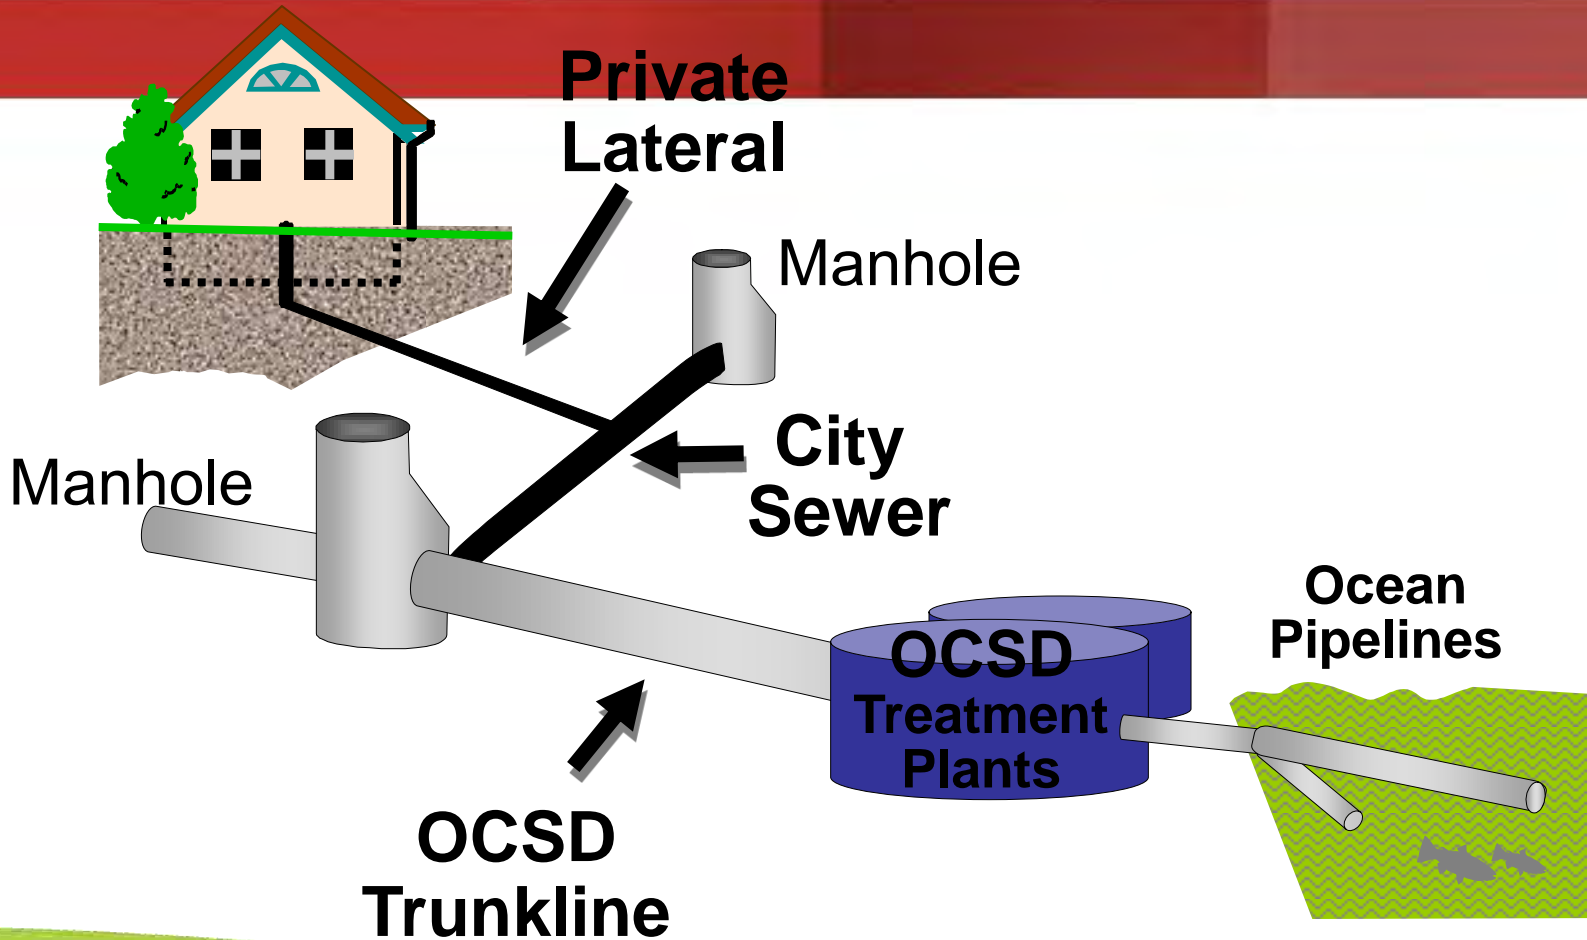 Private
Lateral
Manhole
City
Sewer
Manhole
Ocean
Pipelines
OCSD
Treatment
Plants
OCSD
Trunkline